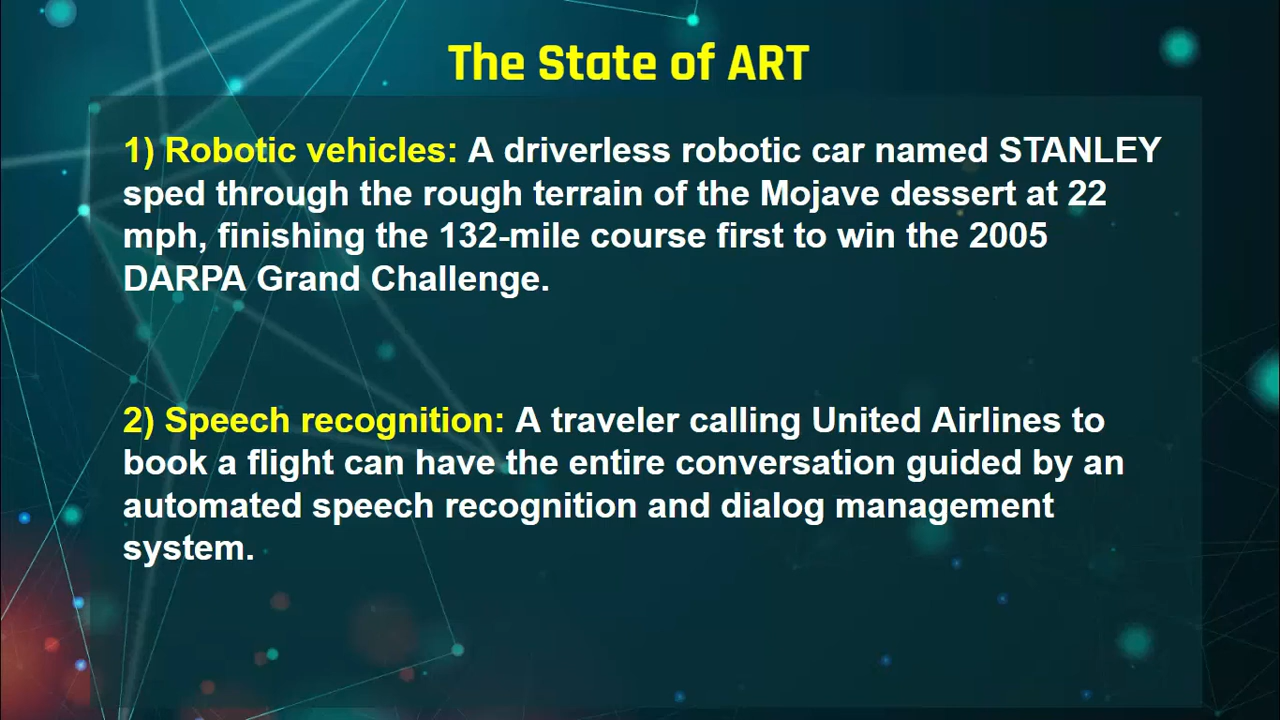 The State of ART
1) Robotic vehicles: A driverless robotic car named STANLEY
sped through the rough terrain of the Mojave dessert at 22
mph, finishing the 132-mile course first to win the 2005
DARPA Grand Challenge.
2) Speech recognition: A traveler calling United Airlines to
book a flight can have the entire conversation guided by an
automated speech recognition and dialog management
system.